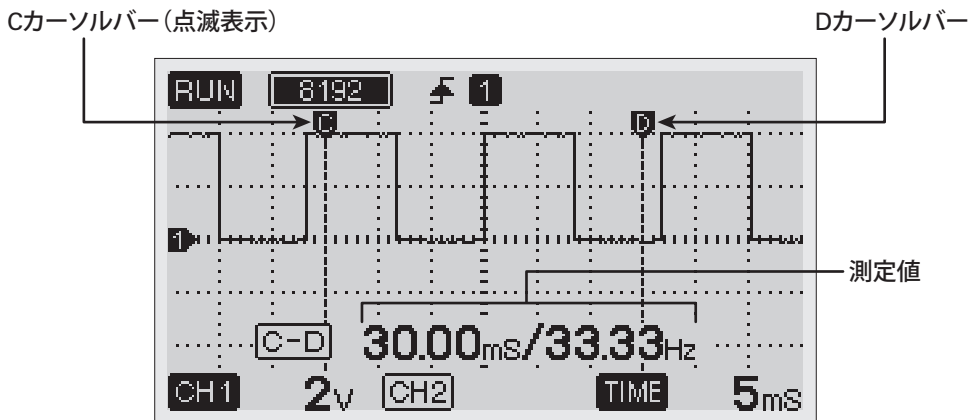 Cカーソルバー（点滅表示）
Dカーソルバー
RUN 8192 1
C D
1
測定値
C-D 30.00mS/33.33Hz
CH1 2V CH2 TIME 5mS